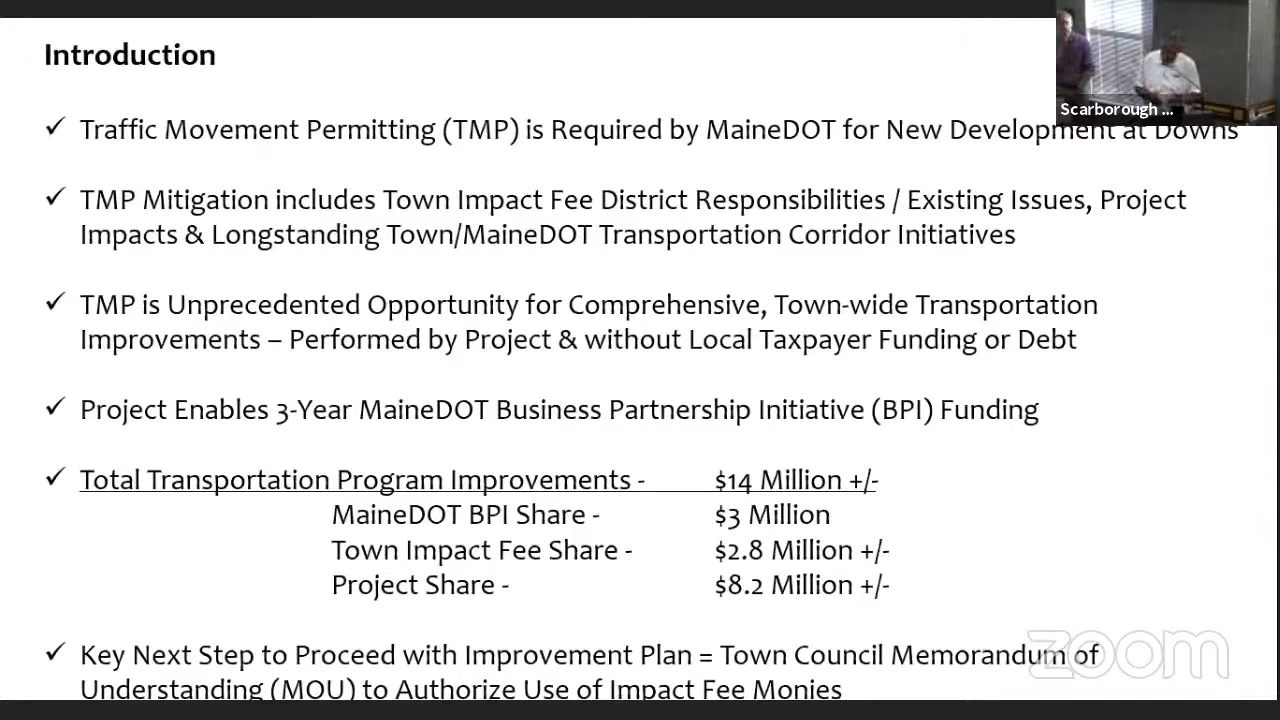 Introduction
Scarborough ...
✓ Traffic Movement Permitting (TMP) is Required by MaineDOT for New Development at Downs
✓ TMP Mitigation includes Town Impact Fee District Responsibilities / Existing Issues, Project
Impacts & Longstanding Town/MaineDOT Transportation Corridor Initiatives
✓ TMP is Unprecedented Opportunity for Comprehensive, Town-wide Transportation
Improvements – Performed by Project & without Local Taxpayer Funding or Debt
✓ Project Enables 3-Year MaineDOT Business Partnership Initiative (BPI) Funding
✓ Total Transportation Program Improvements - $14 Million +/-
MaineDOT BPI Share - $3 Million
Town Impact Fee Share - $2.8 Million +/-
Project Share - $8.2 Million +/-
✓ Key Next Step to Proceed with Improvement Plan = Town Council Memorandum of
Understanding (MOU) to Authorize Use of Impact Fee Monies
zoom